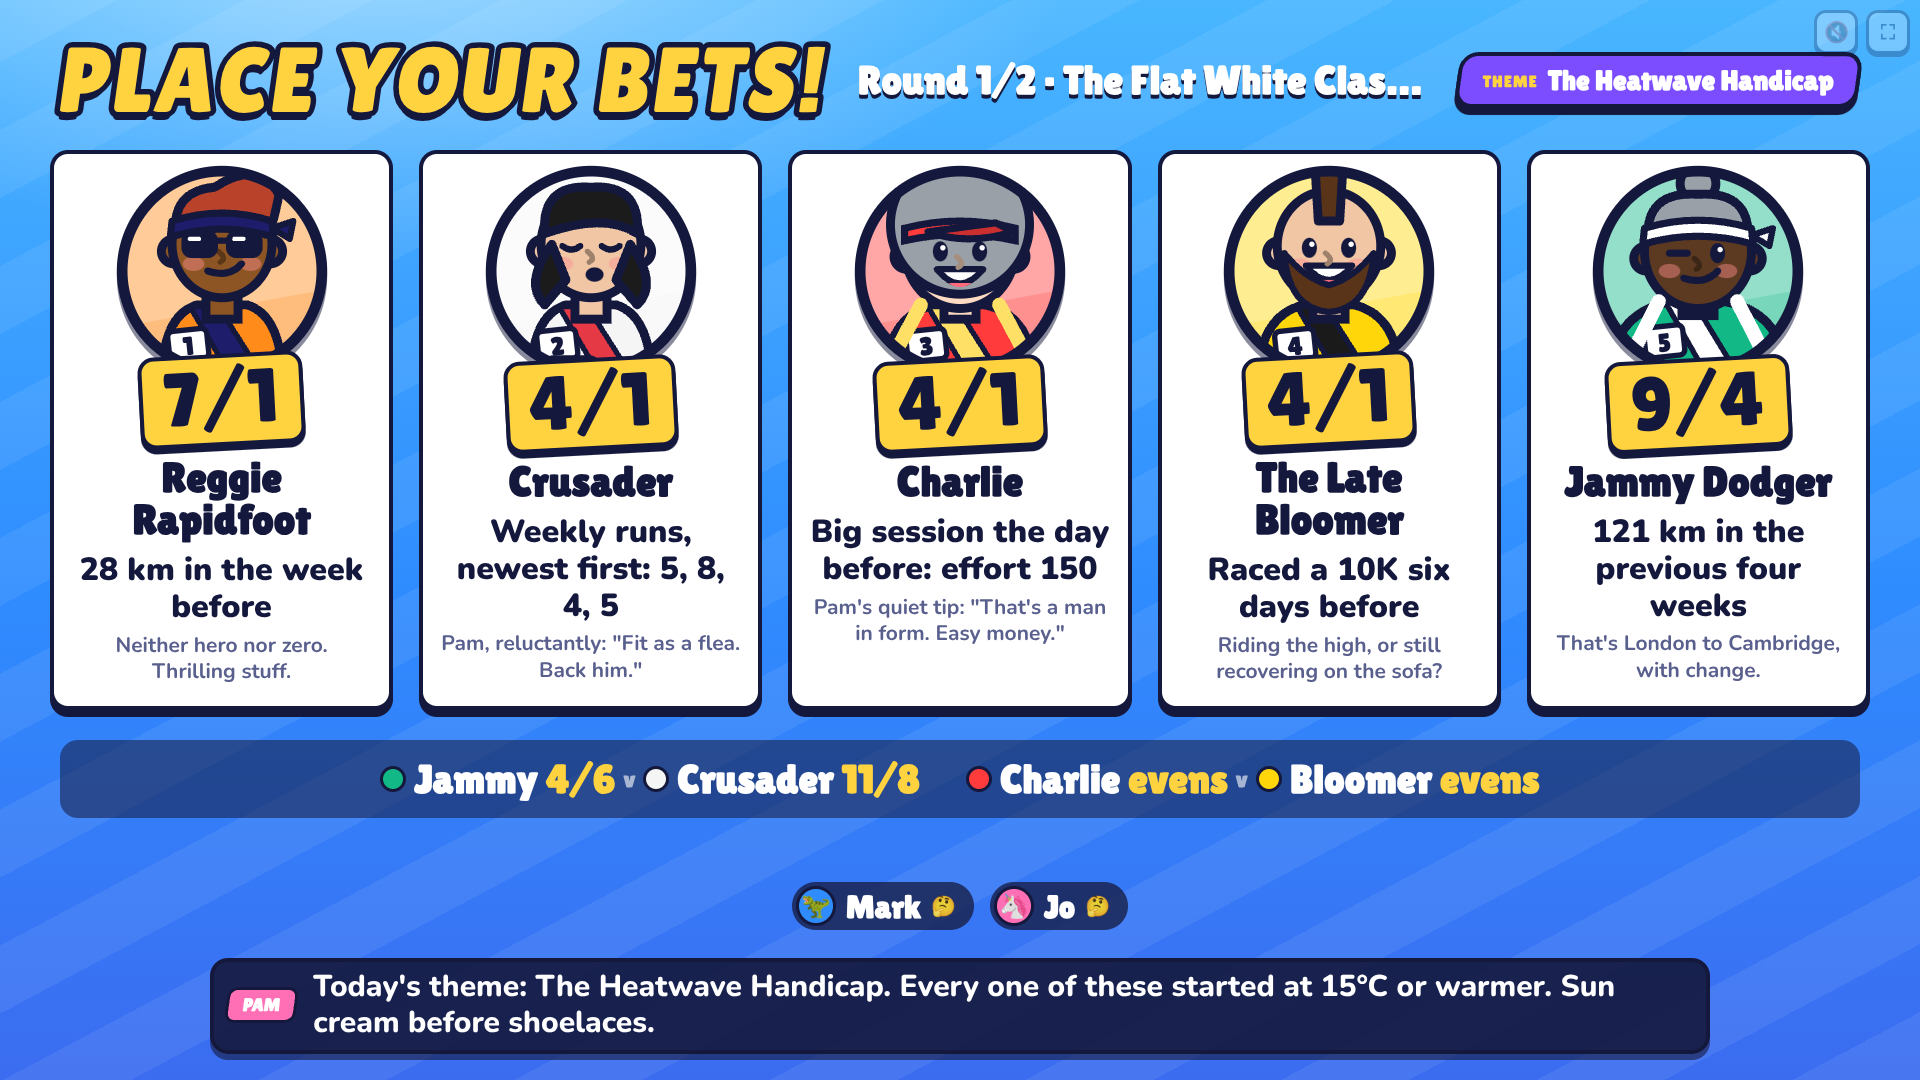 PLACE YOUR BETS!
Round 1/2 · The Flat White Clas...
THEME The Heatwave Handicap
1
7/1
Reggie
Rapidfoot
28 km in the week
before
Neither hero nor zero.
Thrilling stuff.
2
4/1
Crusader
Weekly runs,
newest first: 5, 8,
4, 5
Pam, reluctantly: "Fit as a flea.
Back him."
3
4/1
Charlie
Big session the day
before: effort 150
Pam's quiet tip: "That's a man
in form. Easy money."
4
4/1
The Late
Bloomer
Raced a 10K six
days before
Riding the high, or still
recovering on the sofa?
5
9/4
Jammy Dodger
121 km in the
previous four
weeks
That's London to Cambridge,
with change.
Jammy 4/6 v Crusader 11/8
Charlie evens v Bloomer evens
Mark
Jo
PAM
Today's theme: The Heatwave Handicap. Every one of these started at 15°C or warmer. Sun
cream before shoelaces.